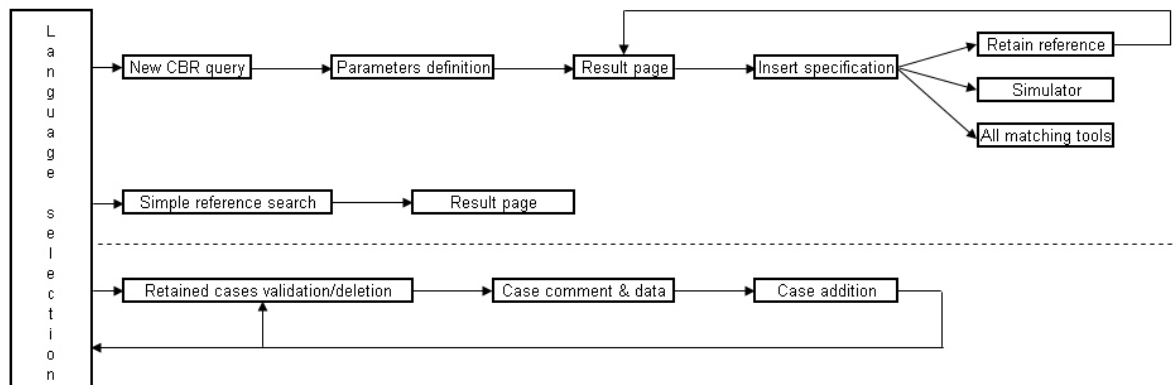 Language selection
New CBR query
Parameters definition
Result page
Insert specification
Retain reference
Simulator
All matching tools
Simple reference search
Result page
Retained cases validation/deletion
Case comment & data
Case addition